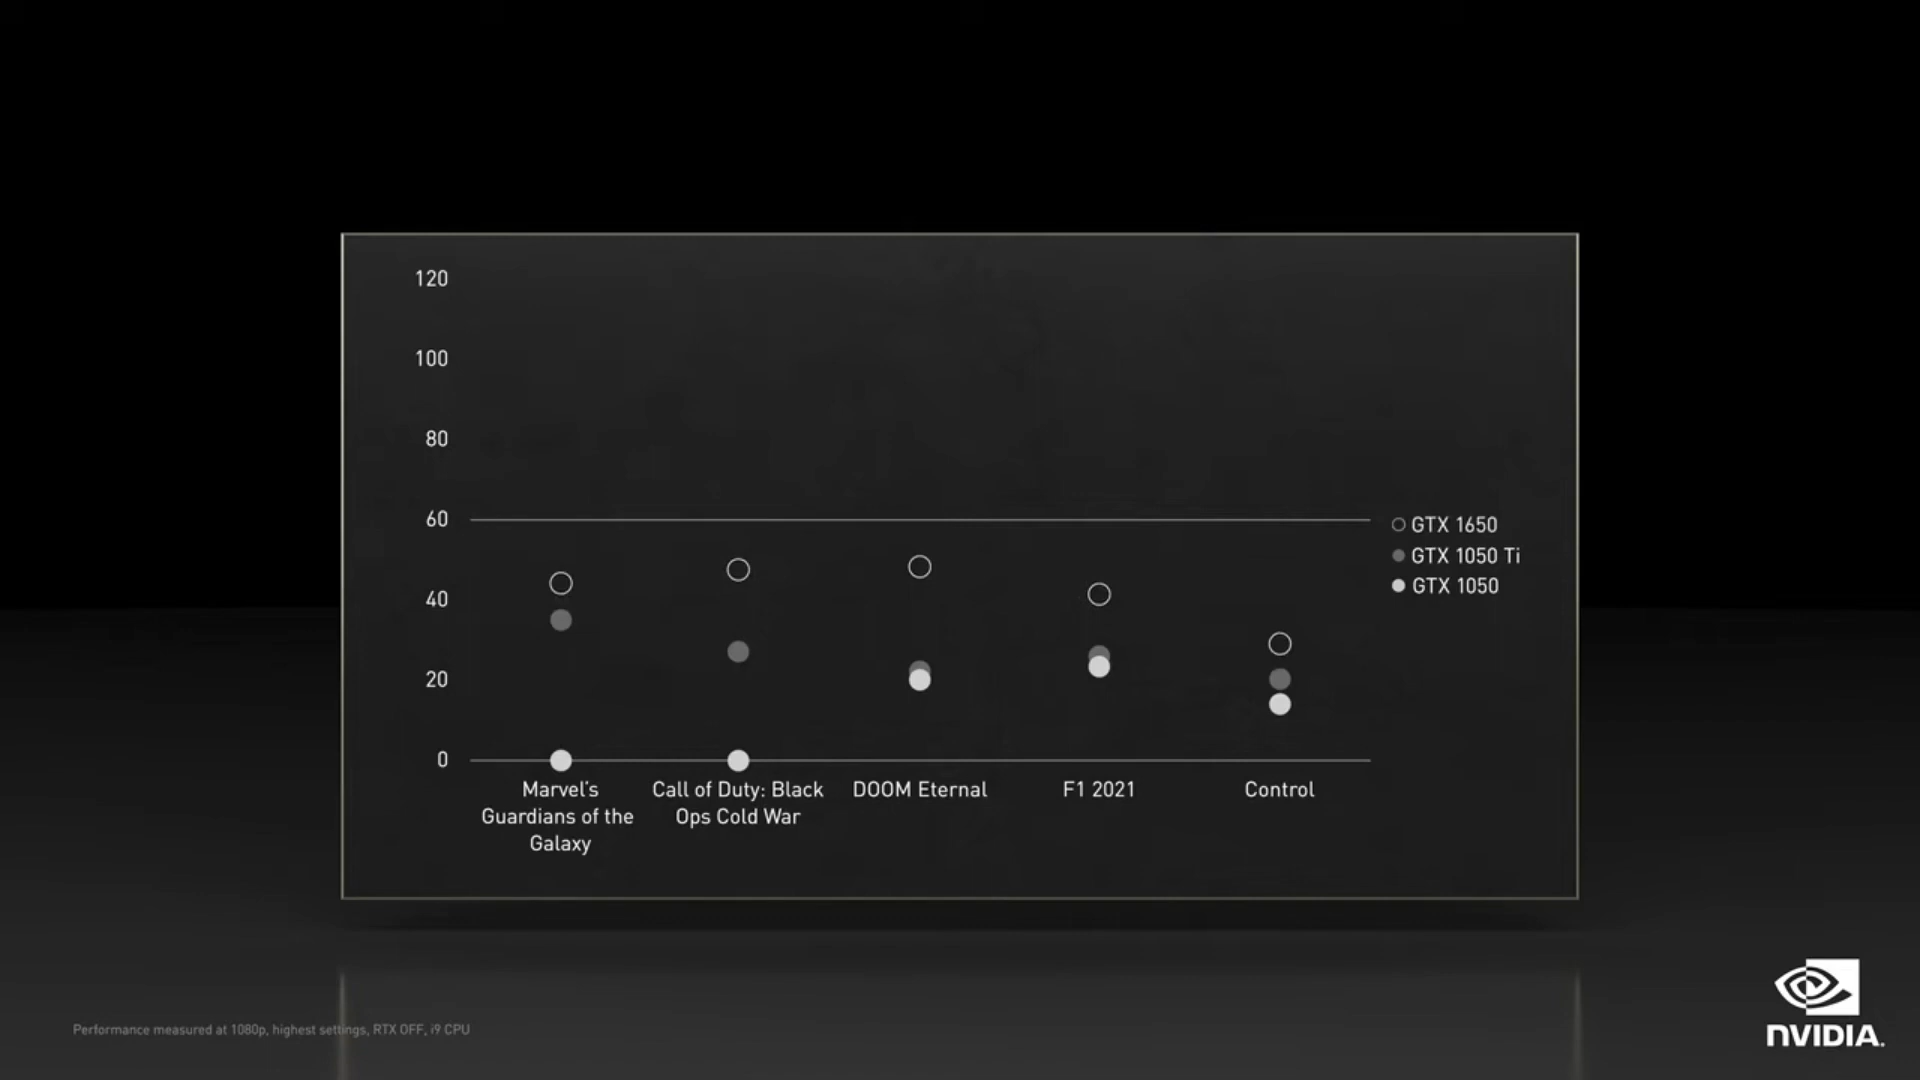 120
100
80
60
40
20
0
GTX 1650
GTX 1050 Ti
GTX 1050
Marvel's
Guardians of the
Galaxy
Call of Duty: Black
Ops Cold War
DOOM Eternal
F1 2021
Control
Performance measured at 1080p, highest settings, RTX OFF, i9 CPU
NVIDIA.